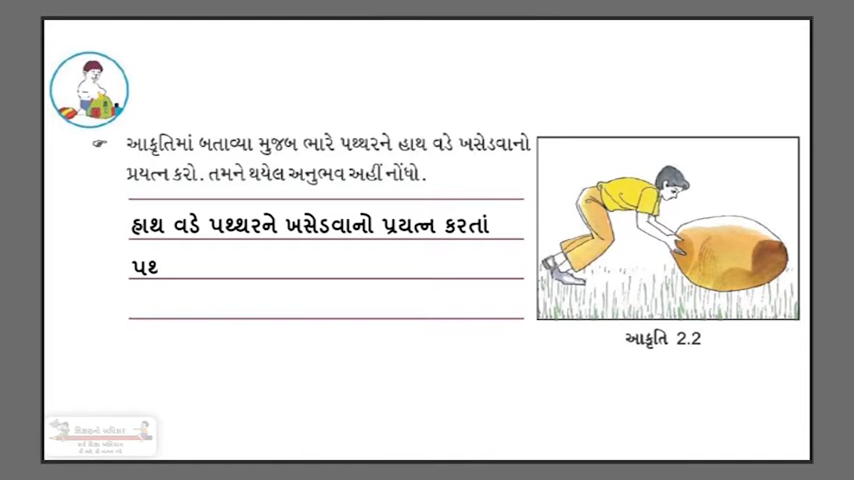 આકૃતિમાં બતાવ્યા મુજબ ભારે પથ્થરને હાથ વડે ખસેડવાનો
પ્રયત્ન કરો. તમને થયેલ અનુભવ અહીં નોંધો.
હાથ વડે પથ્થરને ખસેડવાનો પ્રયત્ન કરતાં
પથ
આકૃતિ 2.2